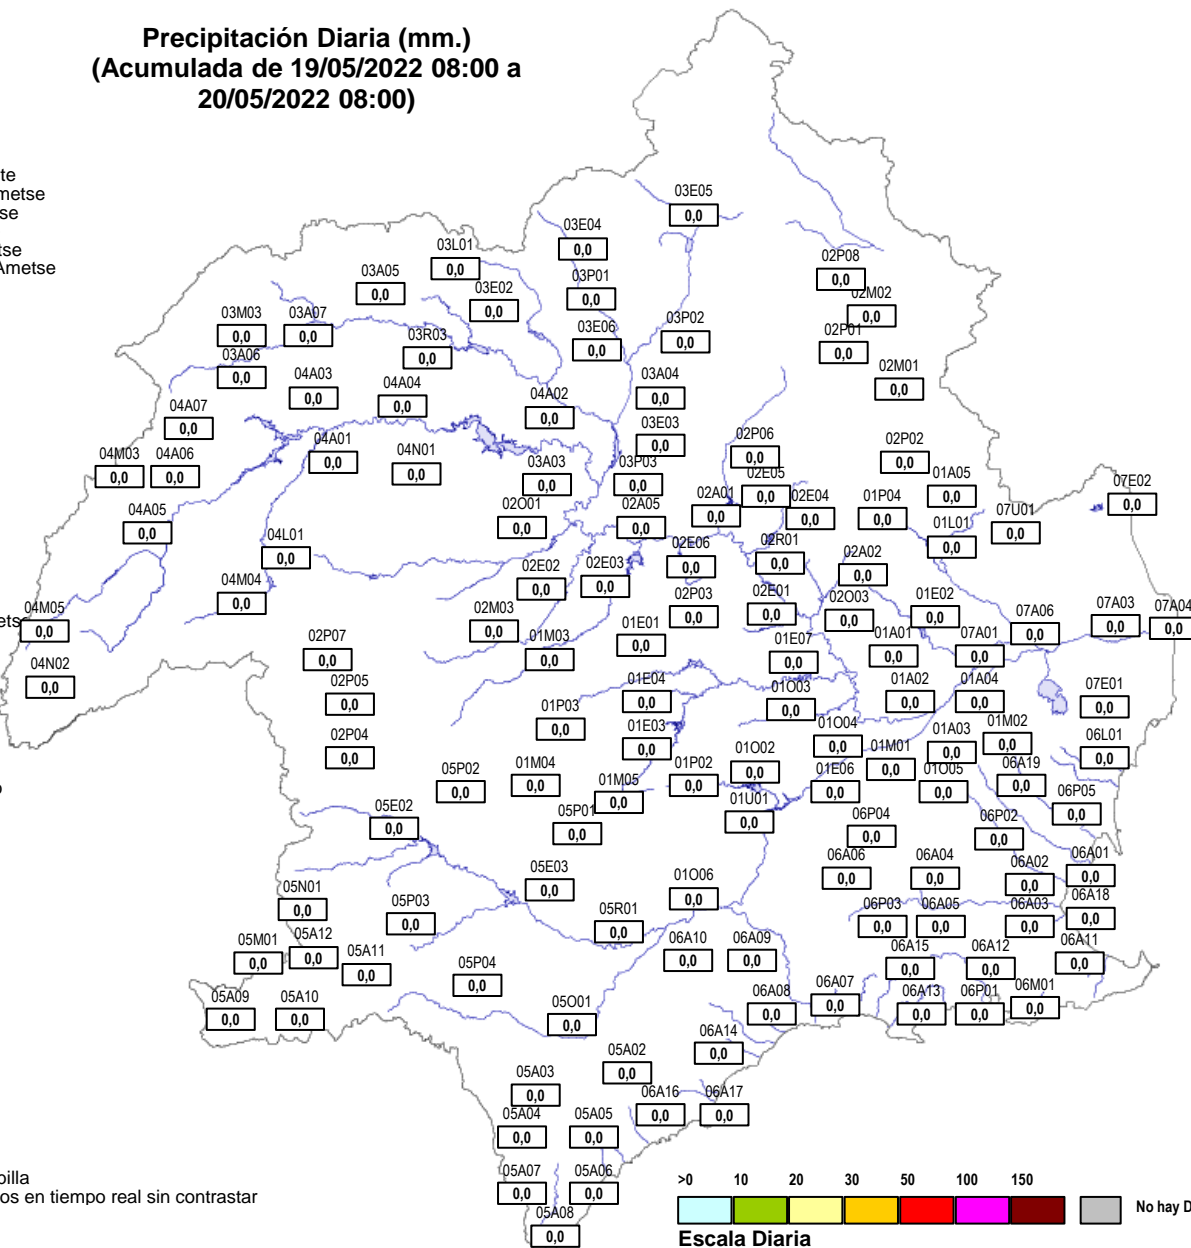 Precipitación Diaria (mm.)
(Acumulada de 19/05/2022 08:00 a
20/05/2022 08:00)
te
metse
se
tse
Ametse
03E05
0,0
03E04
0,0
03L01
0,0
02P08
0,0
03A05
0,0
03P01
0,0
03E02
0,0
02M02
0,0
03M03
0,0
03A07
0,0
03P02
0,0
03E06
0,0
02P01
0,0
03R03
0,0
03A06
0,0
02M01
0,0
04A03
0,0
04A04
0,0
03A04
0,0
04A02
0,0
04A07
0,0
03E03
0,0
02P06
0,0
02P02
0,0
04A01
0,0
04N01
0,0
04M03
0,0
04A06
0,0
03A03
0,0
03P03
0,0
02E05
0,0
01A05
0,0
07E02
0,0
02A01
0,0
02E04
0,0
01P04
0,0
04A05
0,0
02O01
0,0
02A05
0,0
07U01
0,0
01L01
0,0
04L01
0,0
02E06
0,0
02R01
0,0
02A02
0,0
02E02
0,0
02E03
0,0
04M04
0,0
02P03
0,0
02E01
0,0
02O03
0,0
01E02
0,0
07A03
0,0
07A04
0,0
04M05
0,0
etse
02M03
0,0
07A06
0,0
01E01
0,0
02P07
0,0
01M03
0,0
01E07
0,0
01A01
0,0
07A01
0,0
04N02
0,0
02P05
0,0
01E04
0,0
01O03
0,0
01A02
0,0
01A04
0,0
07E01
0,0
01P03
0,0
01E03
0,0
01O04
0,0
01A03
0,0
01M02
0,0
02P04
0,0
06L01
0,0
01M01
0,0
01O02
0,0
05P02
0,0
01M04
0,0
01P02
0,0
01E06
0,0
01O05
0,0
06A19
0,0
01M05
0,0
06P05
0,0
05E02
0,0
05P01
0,0
01U01
0,0
06P04
0,0
06P02
0,0
05E03
0,0
01O06
0,0
06A06
0,0
06A04
0,0
06A02
0,0
06A01
0,0
05N01
0,0
05P03
0,0
05R01
0,0
06P03
0,0
06A05
0,0
06A03
0,0
06A18
0,0
05M01
0,0
05A12
0,0
05A11
0,0
06A10
0,0
06A09
0,0
06A15
0,0
06A12
0,0
06A11
0,0
05P04
0,0
05A09
0,0
05A10
0,0
05O01
0,0
06A08
0,0
06A07
0,0
06A13
0,0
06P01
0,0
06M01
0,0
06A14
0,0
05A02
0,0
05A03
0,0
06A16
0,0
06A17
0,0
05A04
0,0
05A05
0,0
05A07
0,0
05A06
0,0
05A08
0,0
oilla
os en tiempo real sin contrastar
>0 10 20 30 50 100 150
No hay D
Escala Diaria